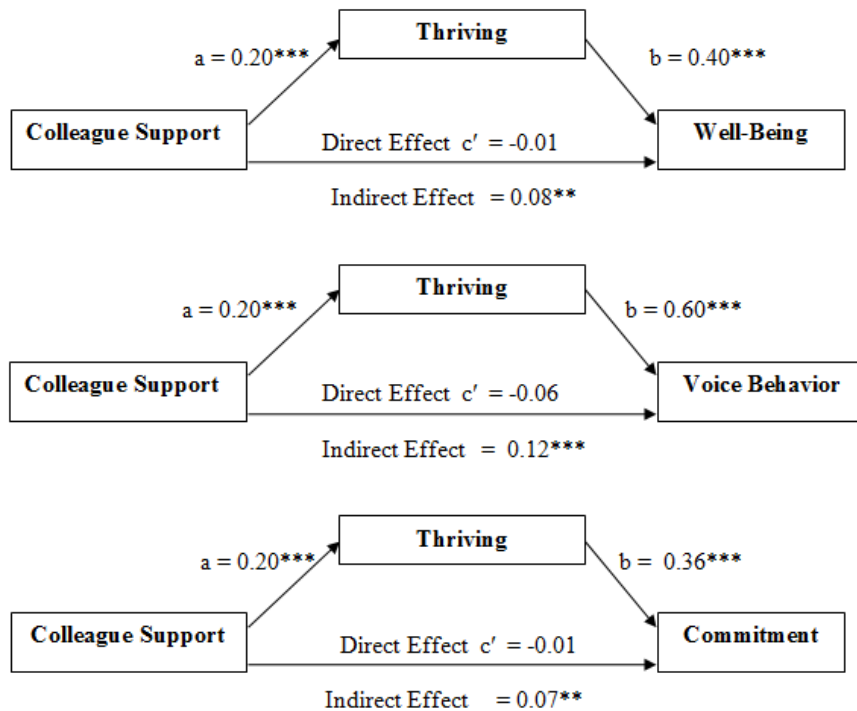 Thriving
a = 0.20***
b = 0.40***
Colleague Support
Well-Being
Direct Effect c′ = -0.01
Indirect Effect = 0.08**
Thriving
a = 0.20***
b = 0.60***
Colleague Support
Voice Behavior
Direct Effect c′ = -0.06
Indirect Effect = 0.12***
Thriving
a = 0.20***
b = 0.36***
Colleague Support
Commitment
Direct Effect c′ = -0.01
Indirect Effect = 0.07**